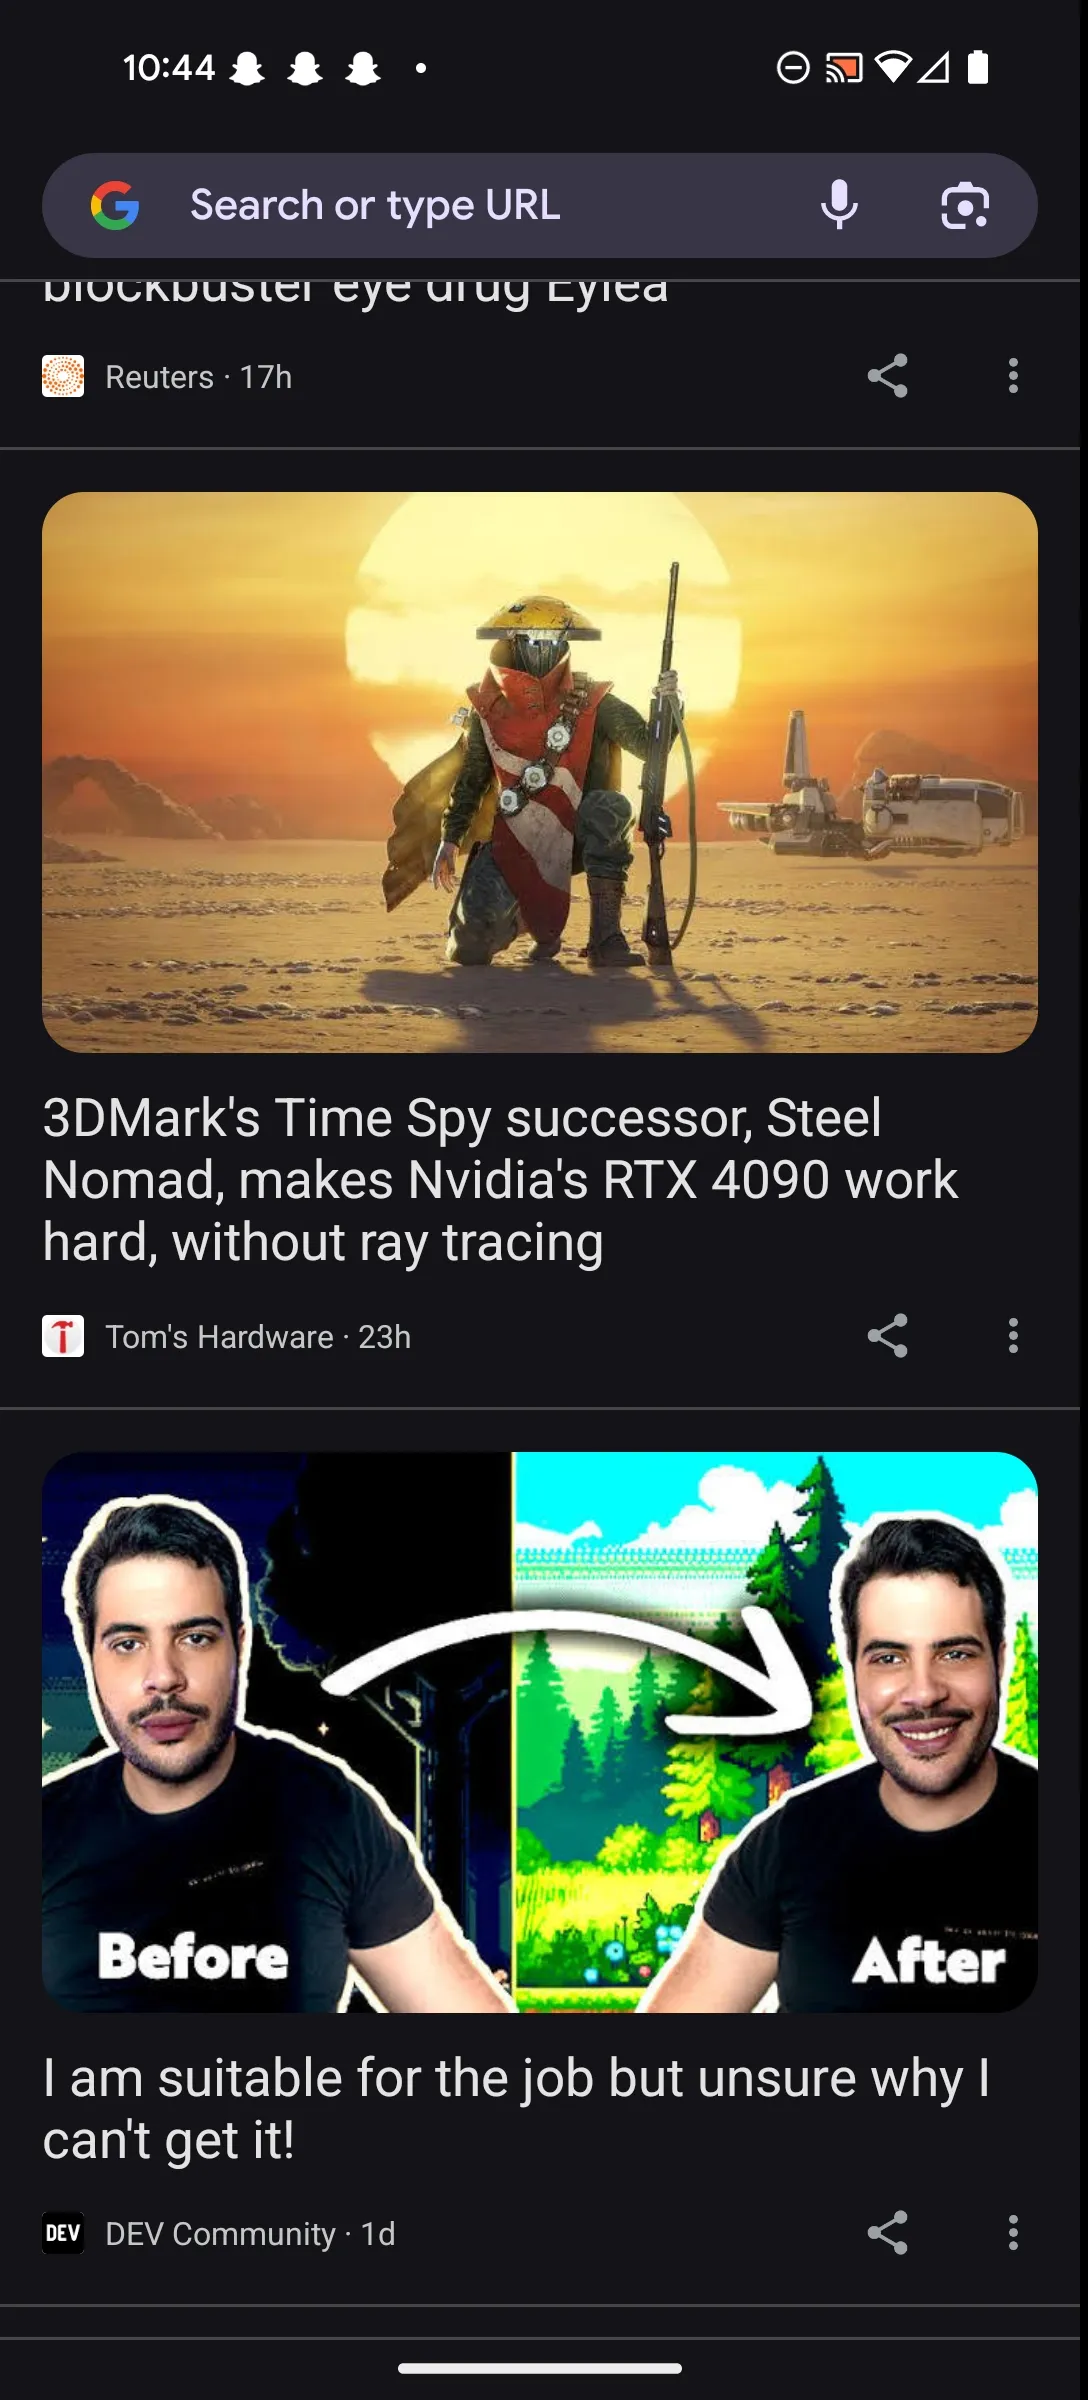 10:44
Search or type URL
blockbuster eye drug Eylea
Reuters · 17h
3DMark's Time Spy successor, Steel
Nomad, makes Nvidia's RTX 4090 work
hard, without ray tracing
Tom's Hardware · 23h
Before
After
I am suitable for the job but unsure why I
can't get it!
DEV
DEV Community · 1d